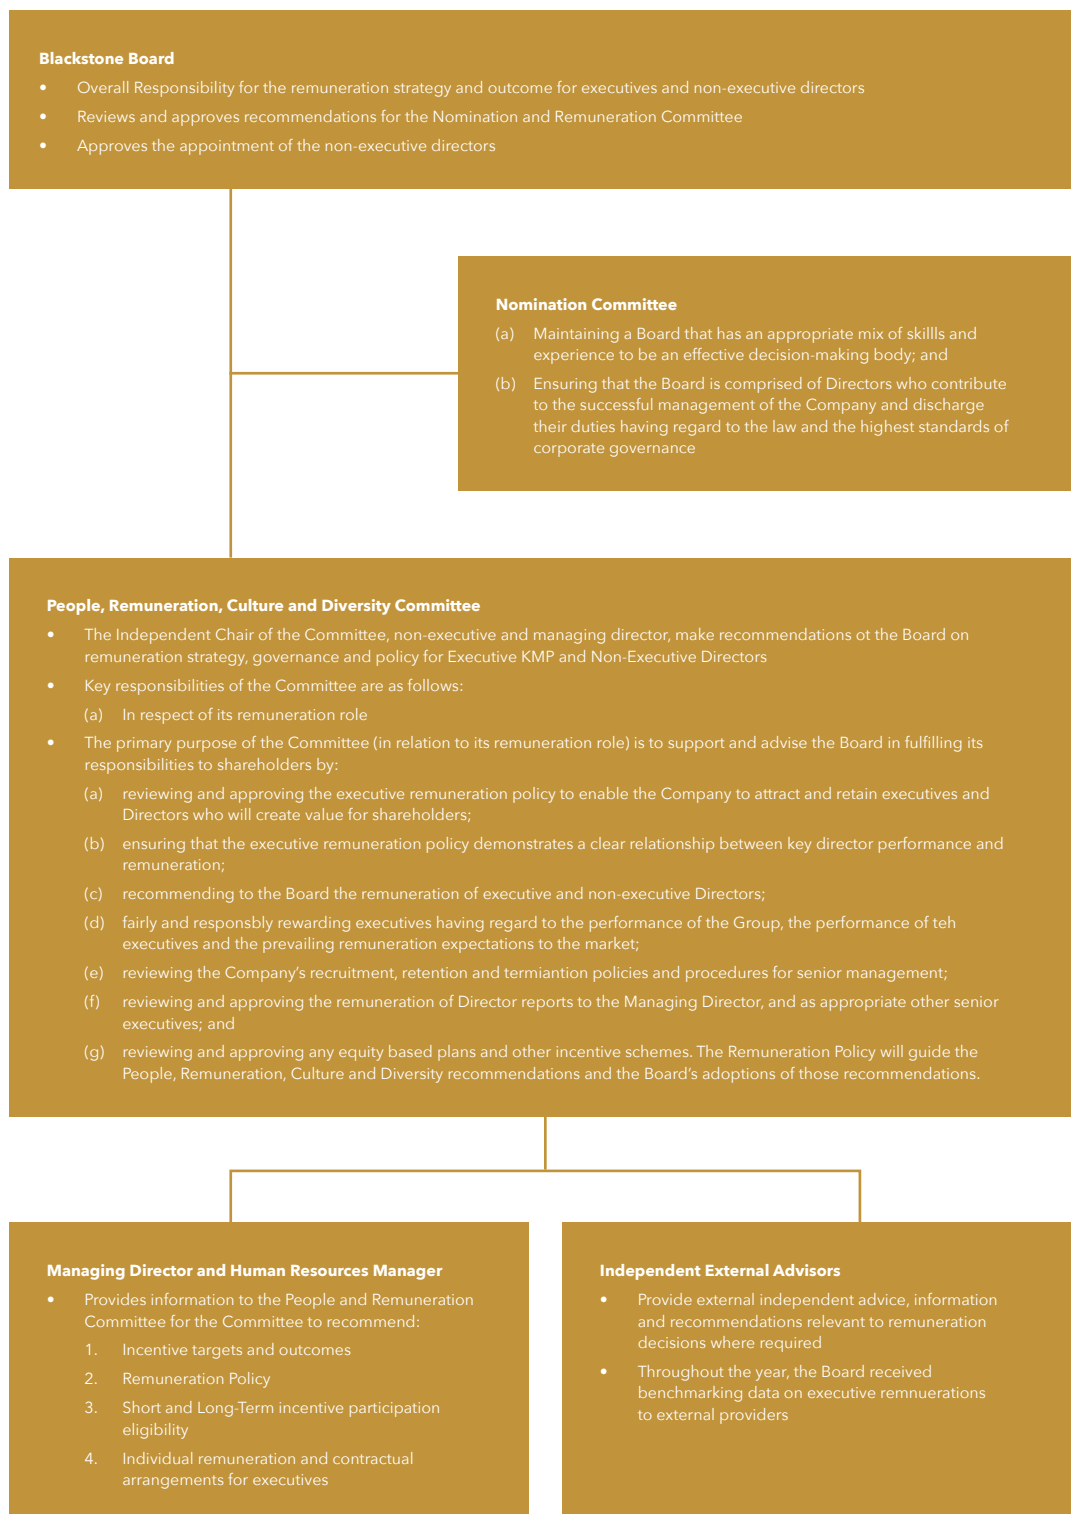 Blackstone Board
• Overall Responsibility for the remuneration strategy and outcome for executives and non-executive directors
• Reviews and approves recommendations for the Nomination and Remuneration Committee
• Approves the appointment of the non-executive directors
Nomination Committee
(a) Maintaining a Board that has an appropriate mix of skillls and
experience to be an effective decision-making body; and
(b) Ensuring that the Board is comprised of Directors who contribute
to the successful management of the Company and discharge
their duties having regard to the law and the highest standards of
corporate governance
People, Remuneration, Culture and Diversity Committee
• The Independent Chair of the Committee, non-executive and managing director, make recommendations ot the Board on
remuneration strategy, governance and policy for Executive KMP and Non-Executive Directors
• Key responsibilities of the Committee are as follows:
(a) In respect of its remuneration role
• The primary purpose of the Committee (in relation to its remuneration role) is to support and advise the Board in fulfilling its
responsibilities to shareholders by:
(a) reviewing and approving the executive remuneration policy to enable the Company to attract and retain executives and
Directors who will create value for shareholders;
(b) ensuring that the executive remuneration policy demonstrates a clear relationship between key director performance and
remuneration;
(c) recommending to the Board the remuneration of executive and non-executive Directors;
(d) fairly and responsbly rewarding executives having regard to the performance of the Group, the performance of teh
executives and the prevailing remuneration expectations to the market;
(e) reviewing the Company's recruitment, retention and termiantion policies and procedures for senior management;
(f) reviewing and approving the remuneration of Director reports to the Managing Director, and as appropriate other senior
executives; and
(g) reviewing and approving any equity based plans and other incentive schemes. The Remuneration Policy will guide the
People, Remuneration, Culture and Diversity recommendations and the Board's adoptions of those recommendations.
Managing Director and Human Resources Manager
• Provides information to the People and Remuneration
Committee for the Committee to recommend:
1. Incentive targets and outcomes
2. Remuneration Policy
3. Short and Long-Term incentive participation
eligibility
4. Individual remuneration and contractual
arrangements for executives
Independent External Advisors
• Provide external independent advice, information
and recommendations relevant to remuneration
decisions where required
• Throughout the year, the Board received
benchmarking data on executive remnuerations
to external providers